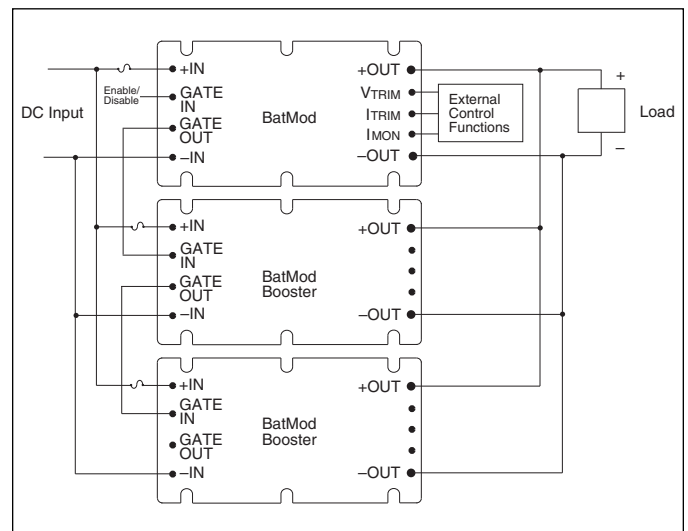 DC Input
+IN
Enable/
Disable
GATE
IN
GATE
OUT
–IN
BatMod
+OUT
VTRIM
ITRIM
IMON
–OUT
External
Control
Functions
+
Load
–
+IN
GATE
IN
GATE
OUT
–IN
BatMod
Booster
+OUT
–OUT
+IN
GATE
IN
GATE
OUT
–IN
BatMod
Booster
+OUT
–OUT